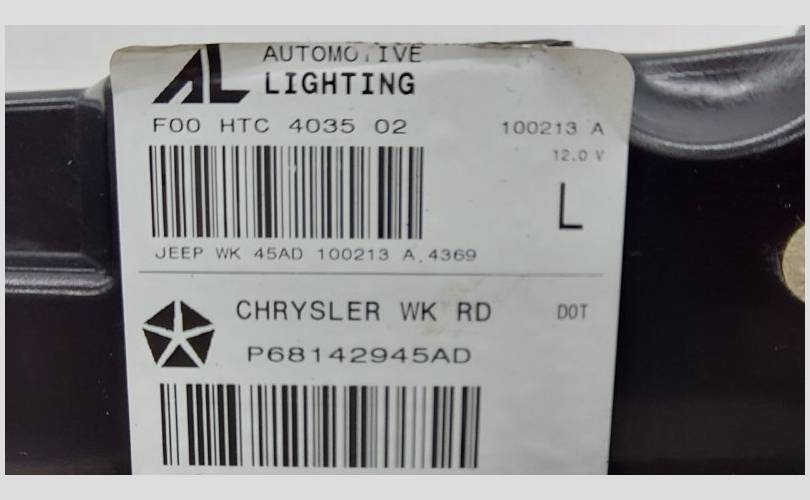 AL AUTOMOTIVE
LIGHTING
F00 HTC 4035 02
100213 A
12.0 V
L
JEEP WK 45AD 100213 A 4369
CHRYSLER WK RD DOT
P68142945AD